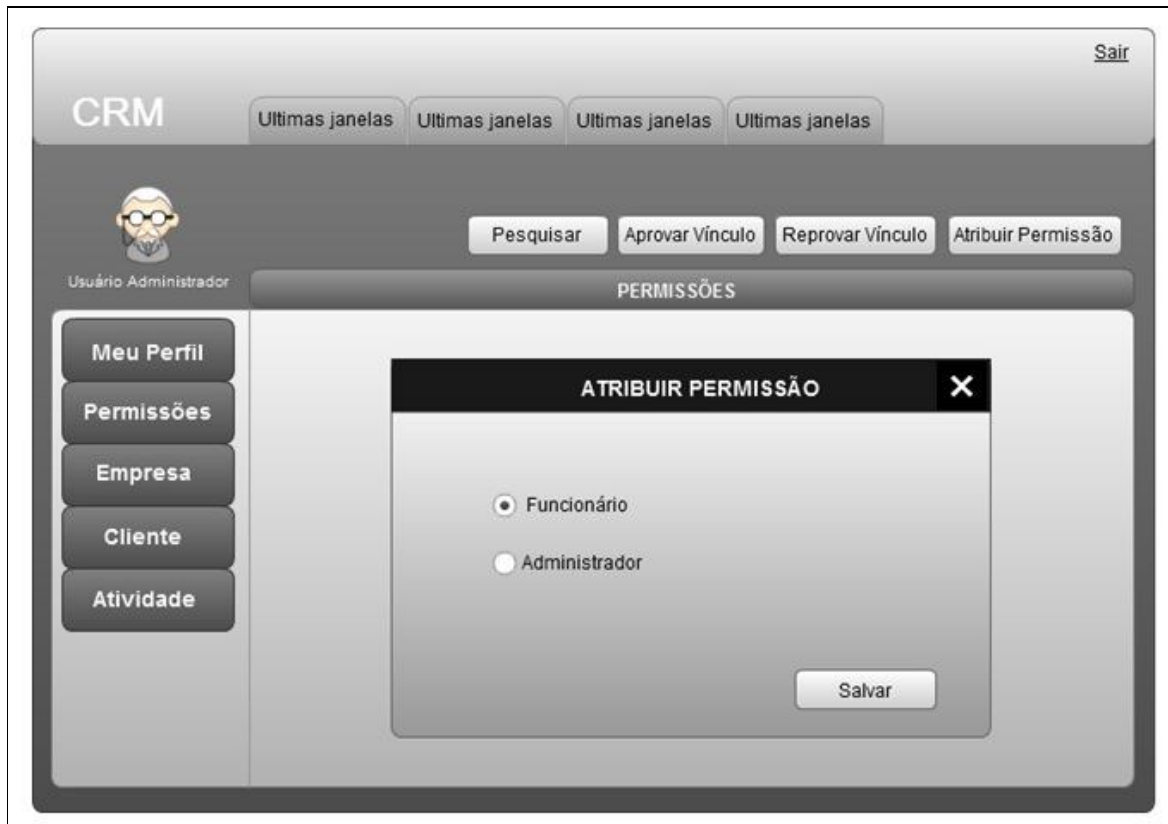 Sair
CRM
Ultimas janelas Ultimas janelas Ultimas janelas Ultimas janelas
Pesquisar Aprovar Vínculo Reprovar Vínculo Atribuir Permissão
Usuário Administrador
PERMISSÕES
Meu Perfil
Permissões
Empresa
Cliente
Atividade
ATRIBUIR PERMISSÃO
Funcionário
Administrador
Salvar